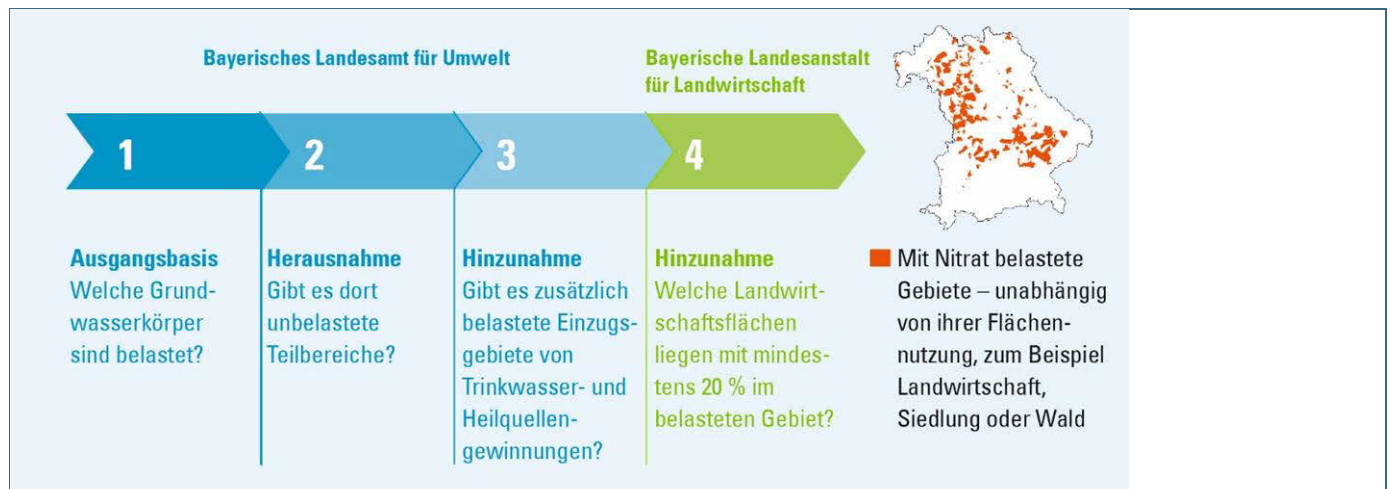 Bayerisches Landesamt für Umwelt
Bayerische Landesanstalt
für Landwirtschaft
1
2
3
4
Ausgangsbasis
Welche Grund-
wasserkörper
sind belastet?
Herausnahme
Gibt es dort
unbelastete
Teilbereiche?
Hinzunahme
Gibt es zusätzlich
belastete Einzugs-
gebiete von
Trinkwasser- und
Heilquellen-
gewinnungen?
Hinzunahme
Welche Landwirt-
schaftsflächen
liegen mit mindes-
tens 20 % im
belasteten Gebiet?
Mit Nitrat belastete
Gebiete – unabhängig
von ihrer Flächen-
nutzung, zum Beispiel
Landwirtschaft,
Siedlung oder Wald